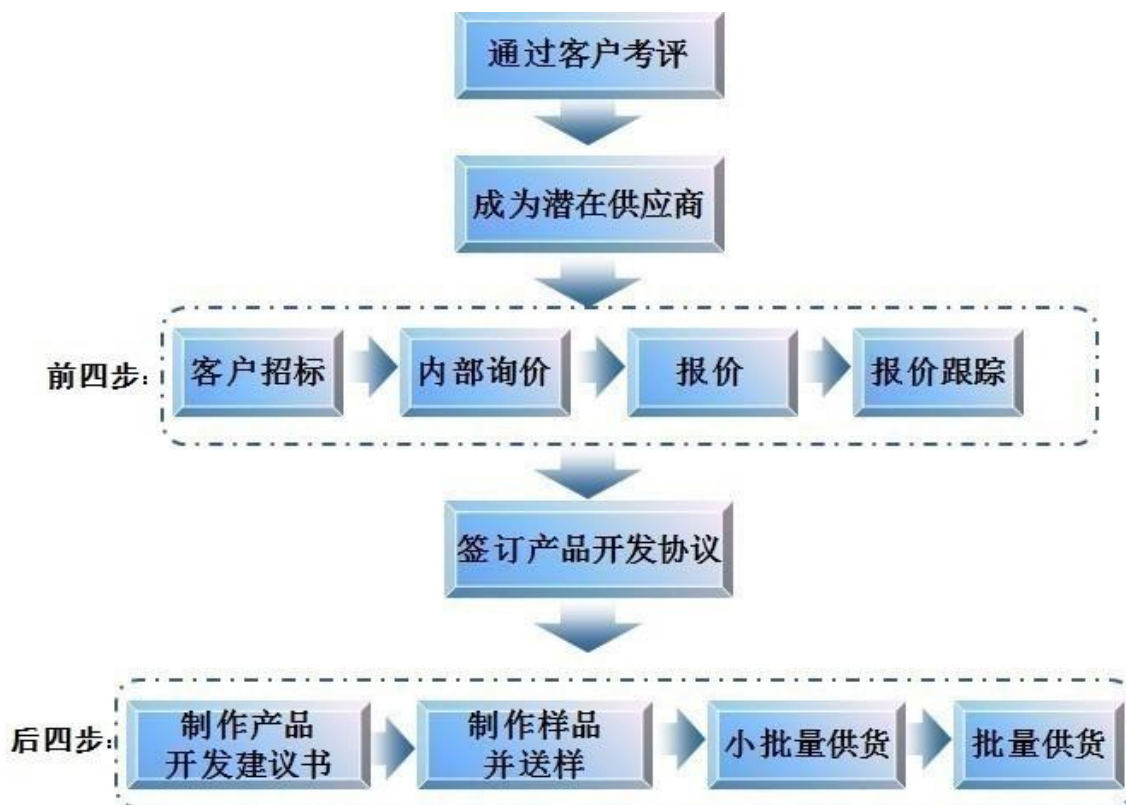 通过客户考评
成为潜在供应商
前四步：
客户招标
内部询价
报价
报价跟踪
签订产品开发协议
后四步：
制作产品
开发建议书
制作样品
并送样
小批量供货
批量供货